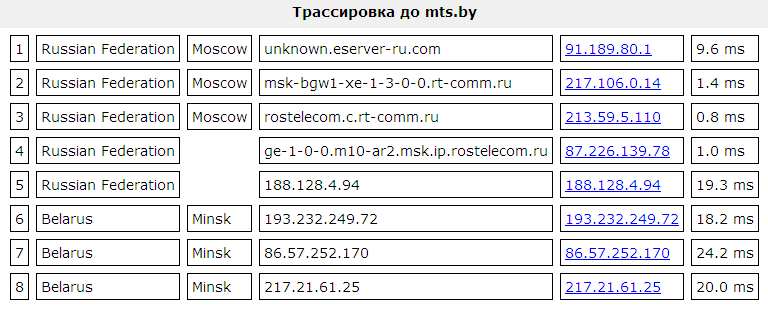 Трассировка до mts.by
1 Russian Federation Moscow unknown.eserver-ru.com 91.189.80.1 9.6 ms
2 Russian Federation Moscow msk-bgw1-xe-1-3-0-0.rt-comm.ru 217.106.0.14 1.4 ms
3 Russian Federation Moscow rostelecom.c.rt-comm.ru 213.59.5.110 0.8 ms
4 Russian Federation ge-1-0-0.m10-ar2.msk.ip.rostelecom.ru 87.226.139.78 1.0 ms
5 Russian Federation 188.128.4.94 188.128.4.94 19.3 ms
6 Belarus Minsk 193.232.249.72 193.232.249.72 18.2 ms
7 Belarus Minsk 86.57.252.170 86.57.252.170 24.2 ms
8 Belarus Minsk 217.21.61.25 217.21.61.25 20.0 ms